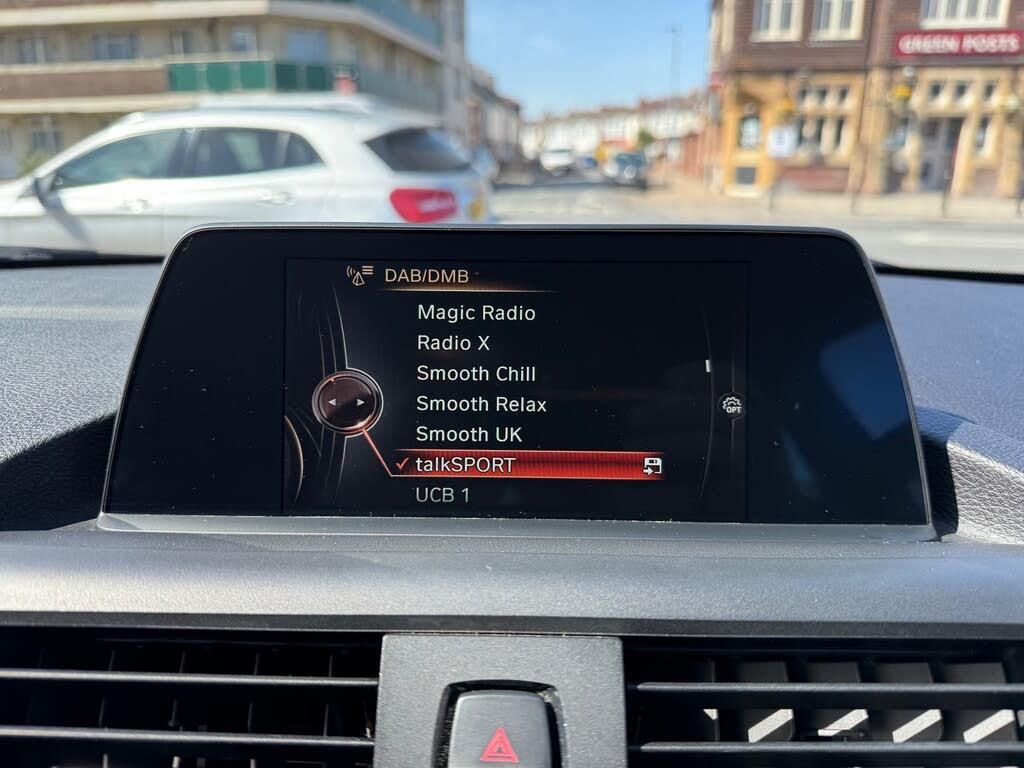 GREEN POSTS
DAB/DMB
Magic Radio
Radio X
Smooth Chill
Smooth Relax
Smooth UK
talkSPORT
UCB 1
OPT